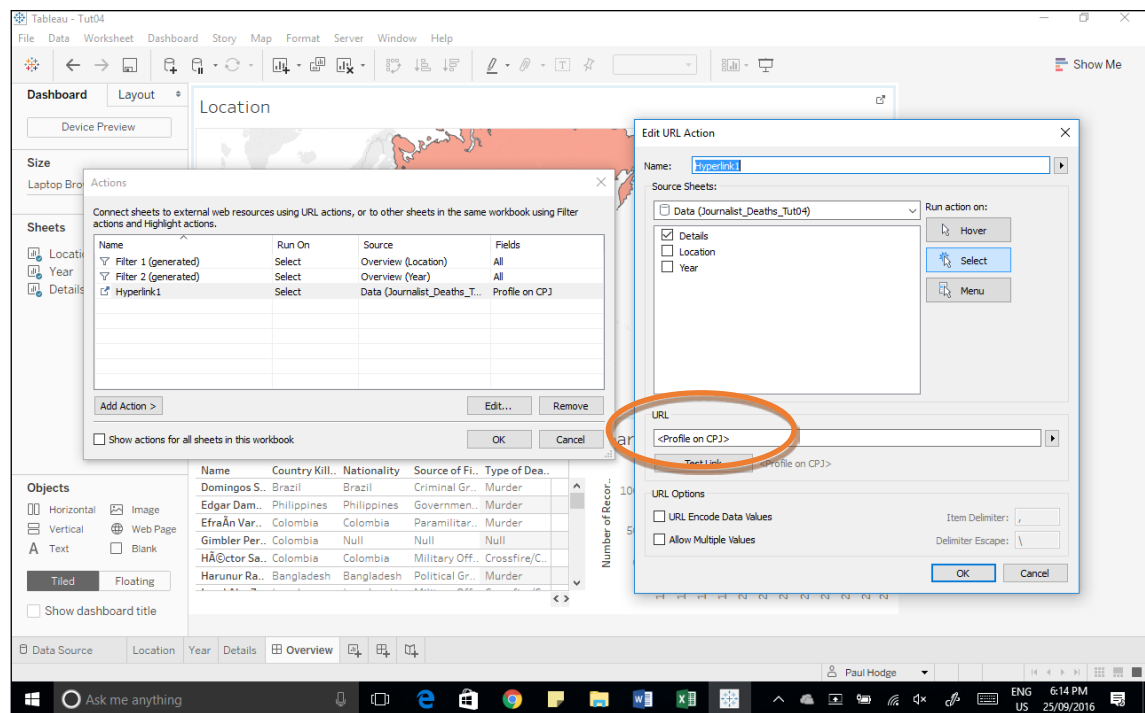 Tableau - Tut04
File Data Worksheet Dashboard Story Map Format Server Window Help
Show Me
Dashboard Layout
Device Preview
Size
Laptop Bro
Sheets
Locatio
Year
Details
Objects
Horizontal Image
Vertical Web Page
A Text Blank
Tiled Floating
Show dashboard title
Location
Actions
Connect sheets to external web resources using URL actions, or to other sheets in the same workbook using Filter
actions and Highlight actions.
Name Run On Source Fields
Filter 1 (generated) Select Overview (Location) All
Filter 2 (generated) Select Overview (Year) All
Hyperlink1 Select Data (Journalist_Deaths_T... Profile on CPJ
Add Action > Edit... Remove
Show actions for all sheets in this workbook OK Cancel
Name Country Kill.. Nationality Source of Fi.. Type of Dea..
Domingos S.. Brazil Brazil Criminal Gr.. Murder
Edgar Dam.. Philippines Philippines Governmen.. Murder
EfraÃ­n Var.. Colombia Colombia Paramilitar.. Murder
Gimbler Per.. Colombia Null Null Null
HÃ©ctor Sa.. Colombia Colombia Military Off.. Crossfire/C..
Harunur Ra.. Bangladesh Bangladesh Political Gr.. Murder
Number of Recor..
Edit URL Action
Name: Hyperlink1
Source Sheets:
Data (Journalist_Deaths_Tut04)
Details
Location
Year
Run action on:
Hover
Select
Menu
URL
<Profile on CPJ>
Test Link <Profile on CPJ>
URL Options
URL Encode Data Values Item Delimiter: ,
Allow Multiple Values Delimiter Escape: \
OK Cancel
Data Source Location Year Details Overview
Paul Hodge
Ask me anything
ENG 6:14 PM
US 25/09/2016